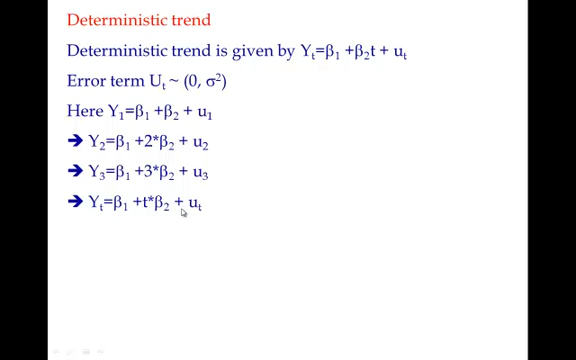 Deterministic trend
Deterministic trend is given by Yₜ=β₁ +β₂t + uₜ
Error term Uₜ ~ (0, σ²)
Here Y₁=β₁ +β₂ + u₁
➔ Y₂=β₁ +2*β₂ + u₂
➔ Y₃=β₁ +3*β₂ + u₃
➔ Yₜ=β₁ +t*β₂ + uₜ